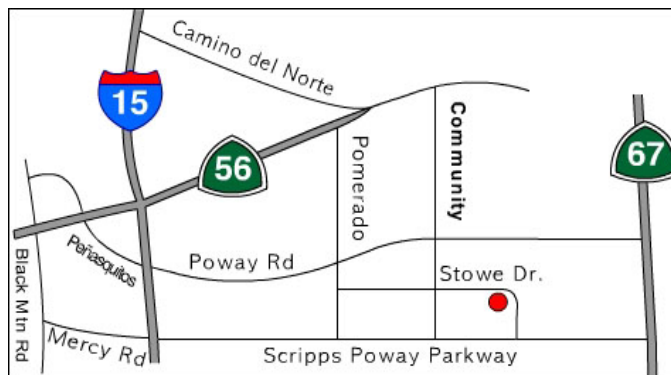 Camino del Norte
15
56
67
Pomerado
Community
Peñasquitos
Poway Rd
Stowe Dr.
Black Mtn Rd
Mercy Rd
Scripps Poway Parkway